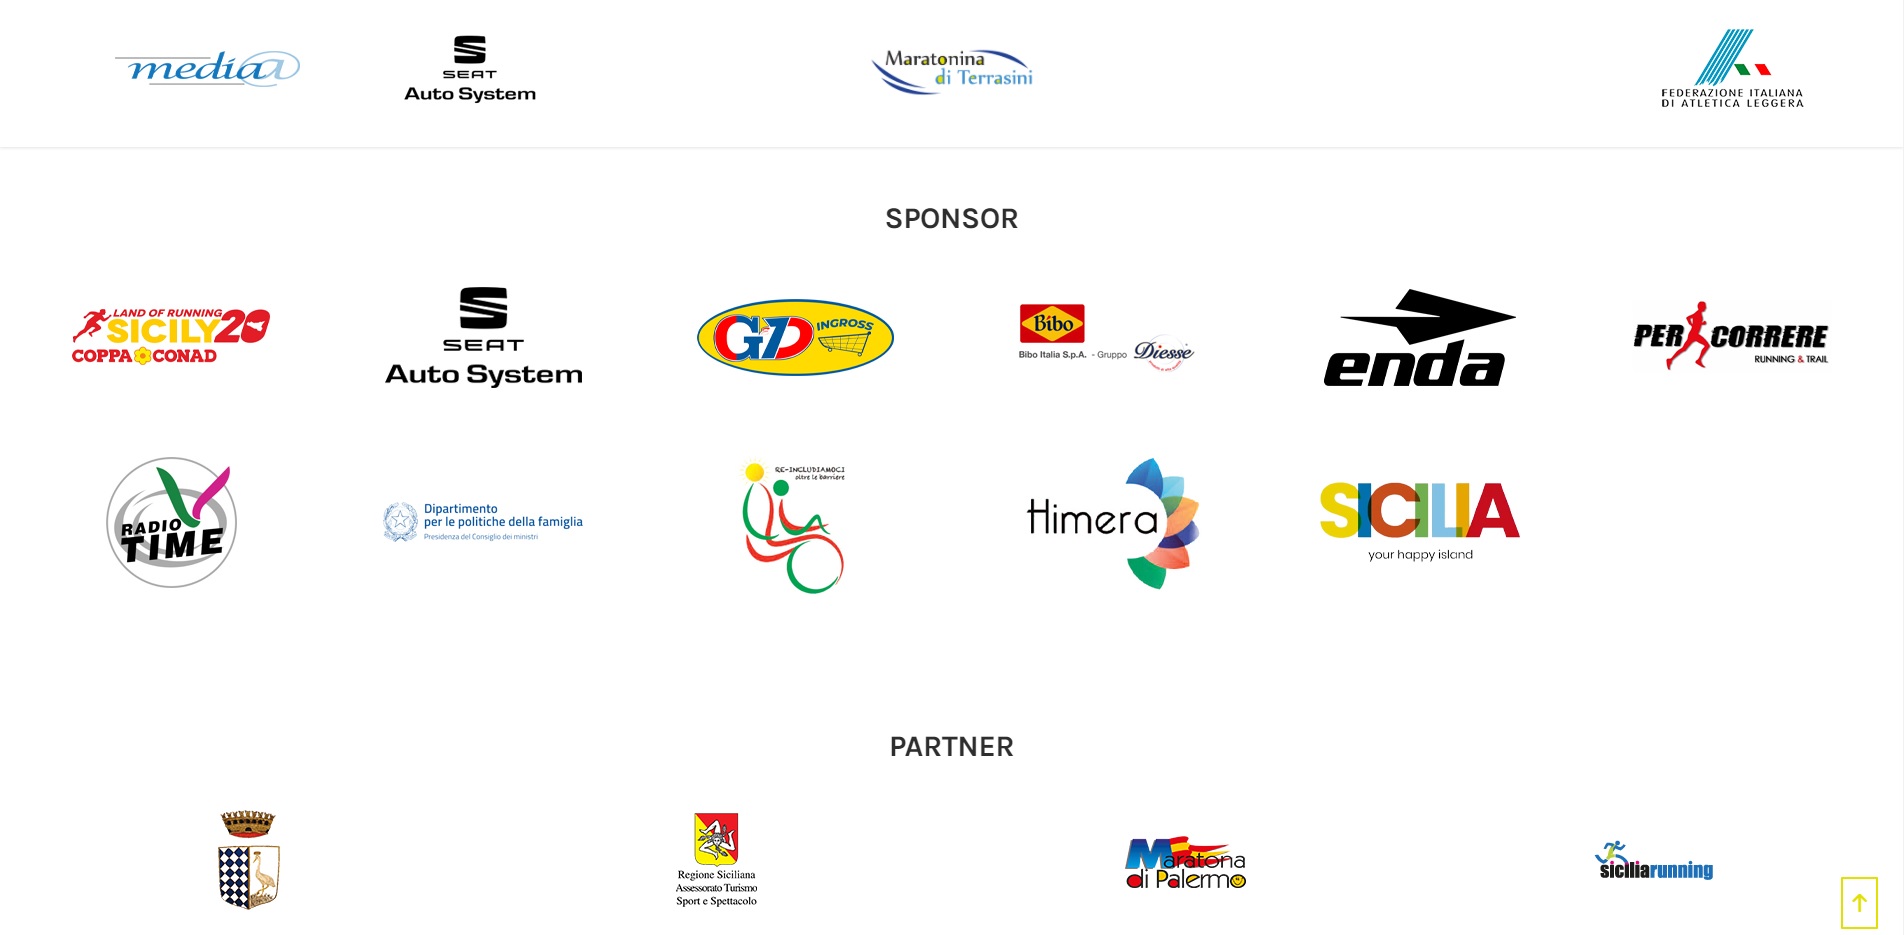 media
SEAT
Auto System
Maratonina
di Terrasini
FEDERAZIONE ITALIANA
DI ATLETICA LEGGERA
SPONSOR
LAND OF RUNNING
SICILY20
COPPA CONAD
SEAT
Auto System
G7D INGROSS
Bibo
Bibo Italia S.p.A. - Gruppo Diesse
enda
PER CORRERE
RUNNING & TRAIL
RADIO
TIME
Dipartimento
per le politiche della famiglia
Presidenza del Consiglio dei ministri
RE-INCLUDIAMOCI
oltre le barriere
Himera
SICILIA
your happy island
PARTNER
Regione Siciliana
Assessorato Turismo
Sport e Spettacolo
Maratona
di Palermo
siciliarunning